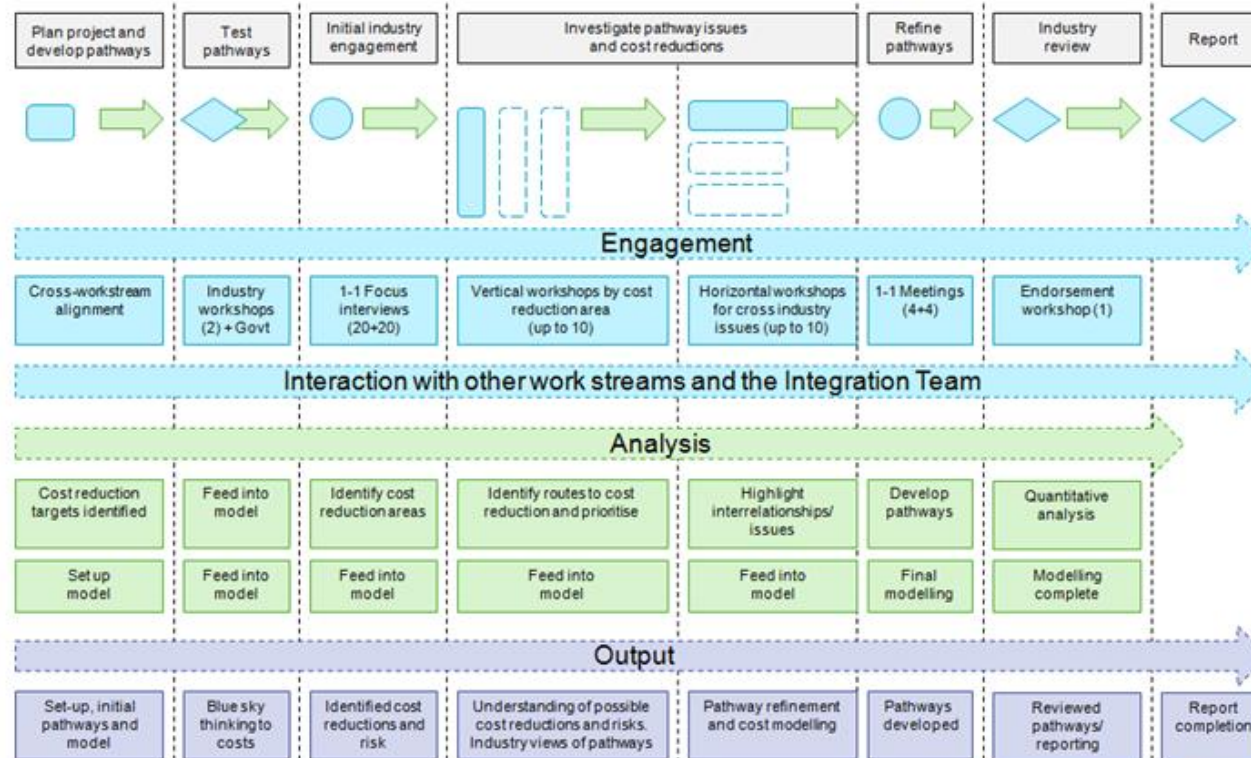 Plan project and
develop pathways
Test
pathways
Initial industry
engagement
Investigate pathway issues
and cost reductions
Refine
pathways
Industry
review
Report
Engagement
Cross-workstream
alignment
Industry
workshops
(2) + Govt
1-1 Focus
interviews
(20+20)
Vertical workshops by cost
reduction area
(up to 10)
Horizontal workshops
for cross industry
issues (up to 10)
1-1 Meetings
(4+4)
Endorsement
workshop (1)
Interaction with other work streams and the Integration Team
Analysis
Cost reduction
targets identified
Feed into
model
Identify cost
reduction areas
Identify routes to cost
reduction and prioritise
Highlight
interrelationships/
issues
Develop
pathways
Quantitative
analysis
Set up
model
Feed into
model
Feed into
model
Feed into
model
Feed into
model
Final
modelling
Modelling
complete
Output
Set-up, initial
pathways and
model
Blue sky
thinking to
costs
Identified cost
reductions and
risk
Understanding of possible
cost reductions and risks.
Industry views of pathways
Pathway refinement
and cost modelling
Pathways
developed
Reviewed
pathways/
reporting
Report
completion